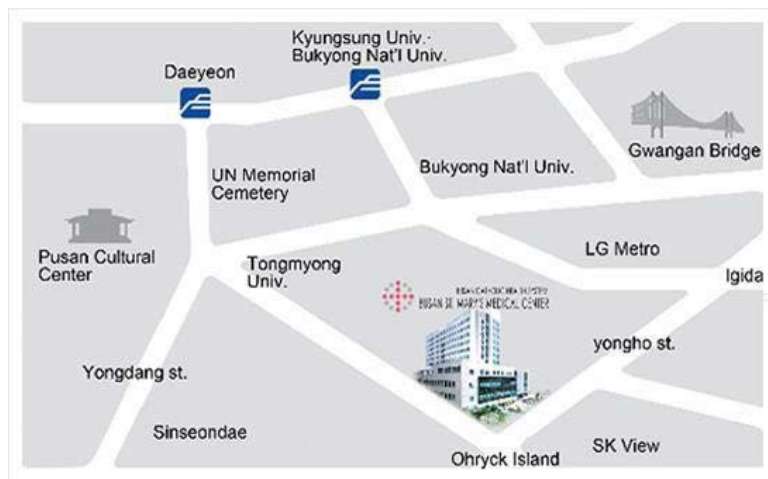 Kyungsung Univ.·
Bukyong Nat'l Univ.
Daeyeon
Gwangan Bridge
UN Memorial
Cemetery
Bukyong Nat'l Univ.
Pusan Cultural
Center
Tongmyong
Univ.
LG Metro
Igida
BUSAN ST. MARY'S MEDICAL CENTER
yongho st.
Yongdang st.
Sinseondae
Ohryck Island
SK View